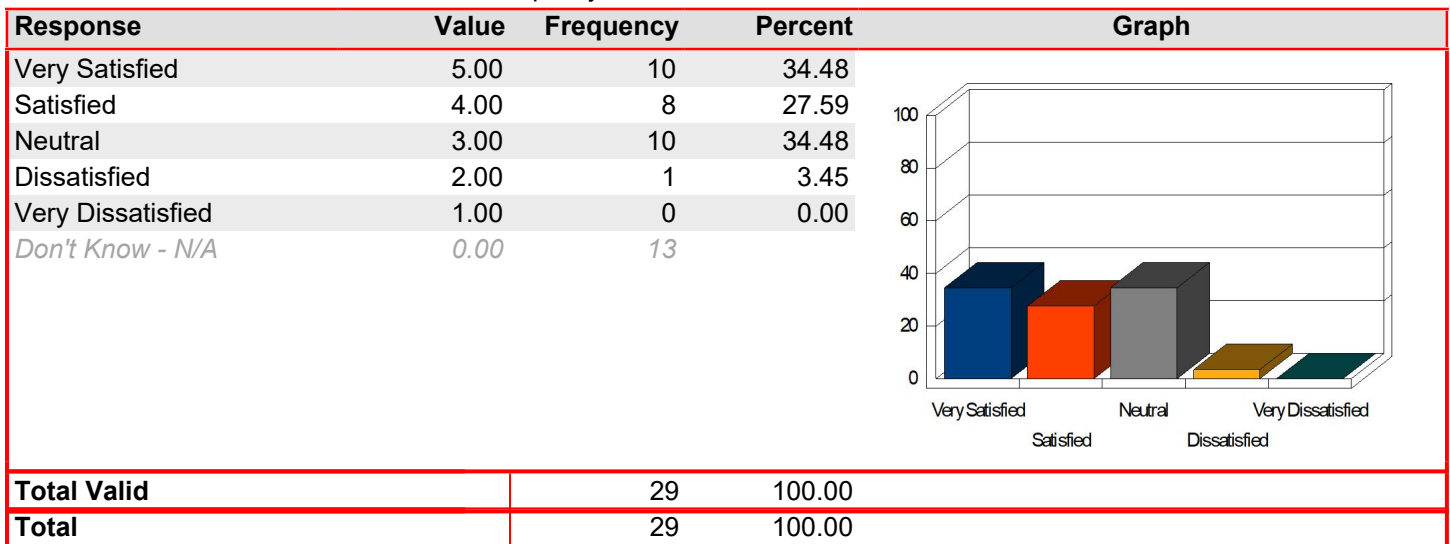 Response Value Frequency Percent Graph
Very Satisfied 5.00 10 34.48
Satisfied 4.00 8 27.59
Neutral 3.00 10 34.48
Dissatisfied 2.00 1 3.45
Very Dissatisfied 1.00 0 0.00
Don't Know - N/A 0.00 13
100
80
60
40
20
0
Very Satisfied Neutral Very Dissatisfied
Satisfied Dissatisfied
Total Valid 29 100.00
Total 29 100.00